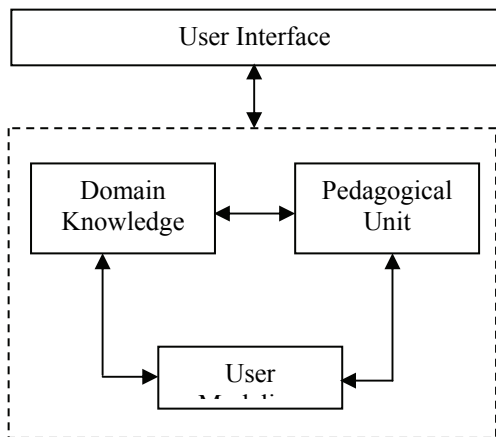 User Interface
Domain
Knowledge
Pedagogical
Unit
User